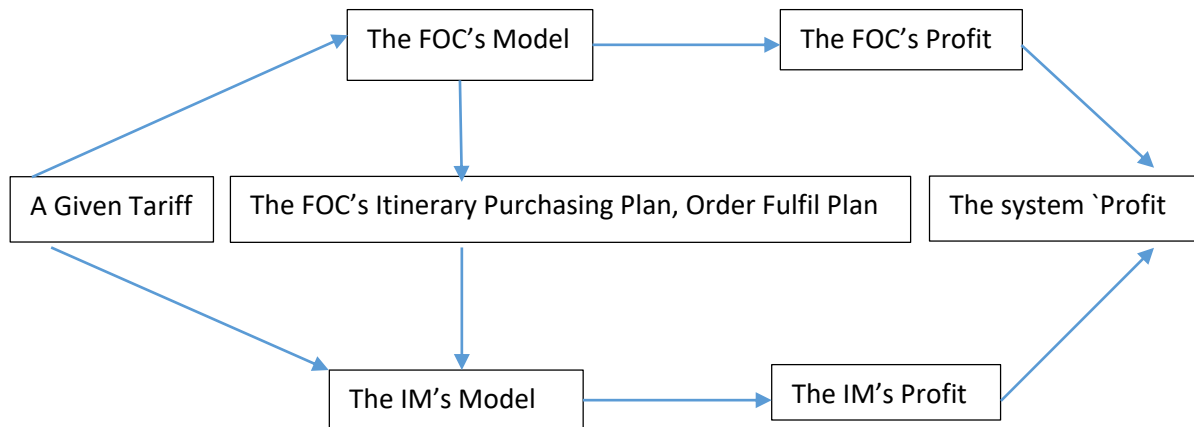 The FOC’s Model
The FOC’s Profit
A Given Tariff
The FOC’s Itinerary Purchasing Plan, Order Fulfil Plan
The system `Profit
The IM’s Model
The IM’s Profit